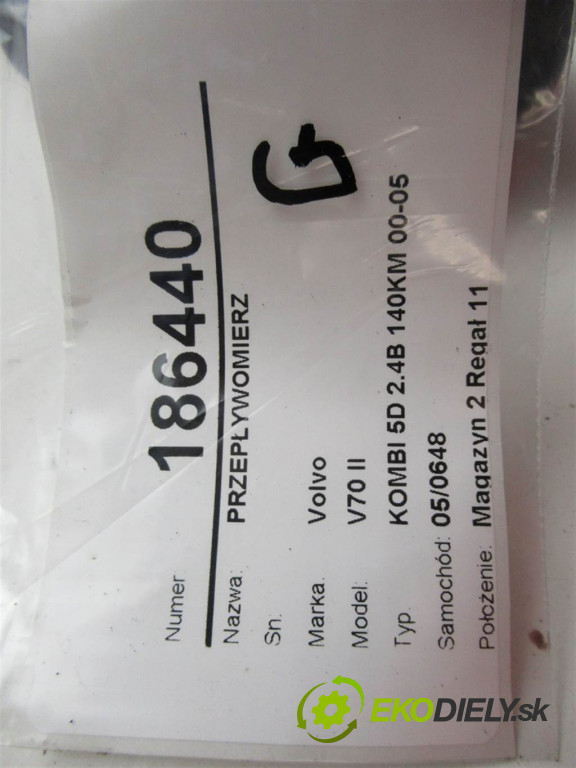 Numer 186440
Nazwa: PRZEPŁYWOMIERZ
Sn.
Marka. Volvo
Model: V70 II
Typ. KOMBI 5D 2.4B 140KM 00-05
Samochód: 05/0648
Położenie: Magazyn 2 Regał 11
G
EKODIELY.sk